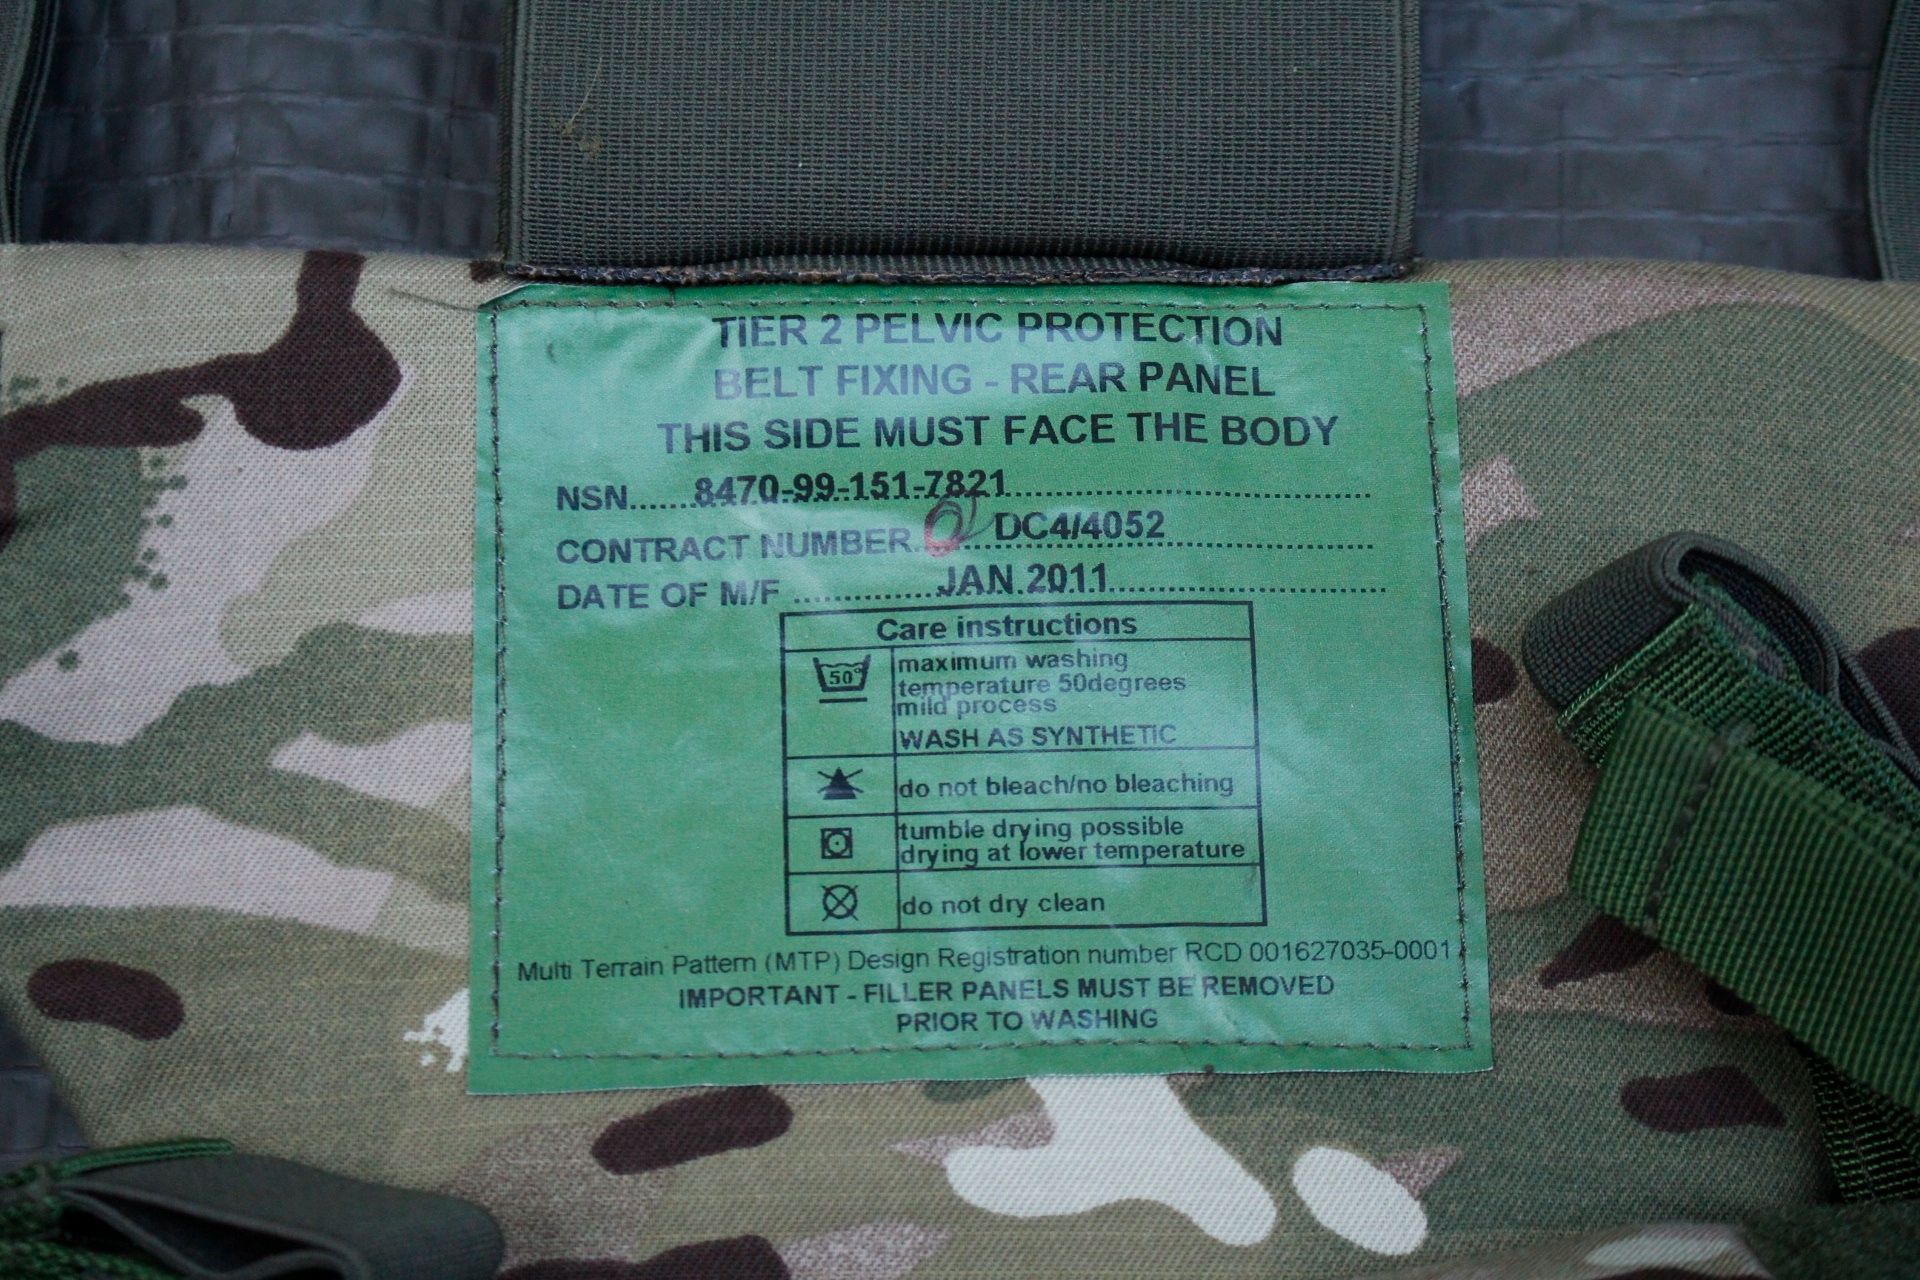 TIER 2 PELVIC PROTECTION
BELT FIXING - REAR PANEL
THIS SIDE MUST FACE THE BODY
NSN......8470-99-151-7821
CONTRACT NUMBER.. DC4/4052
DATE OF M/F ............JAN 2011
Care instructions
50°
maximum washing
temperature 50degrees
mild process
WASH AS SYNTHETIC
do not bleach/no bleaching
tumble drying possible
drying at lower temperature
do not dry clean
Multi Terrain Pattern (MTP) Design Registration number RCD 001627035-0001
IMPORTANT - FILLER PANELS MUST BE REMOVED
PRIOR TO WASHING